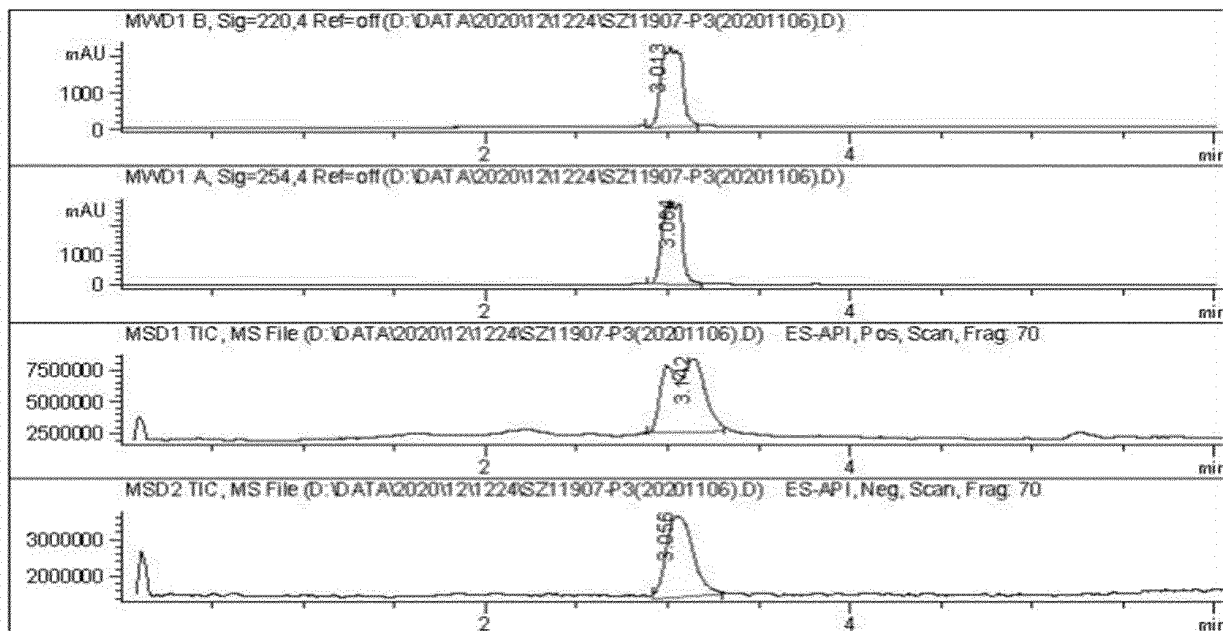 MWD1 B, Sig=220,4 Ref=off (D:\DATA\2020\12\1224\SZ11907-P3(20201106).D)
mAU
1000
0
3.013
2
4
min
MWD1 A, Sig=254,4 Ref=off (D:\DATA\2020\12\1224\SZ11907-P3(20201106).D)
mAU
1000
0
3.064
2
4
min
MSD1 TIC, MS File (D:\DATA\2020\12\1224\SZ11907-P3(20201106).D) ES-API, Pos, Scan, Frag: 70
7500000
5000000
2500000
3.142
2
4
min
MSD2 TIC, MS File (D:\DATA\2020\12\1224\SZ11907-P3(20201106).D) ES-API, Neg, Scan, Frag: 70
3000000
2000000
3.056
2
4
min